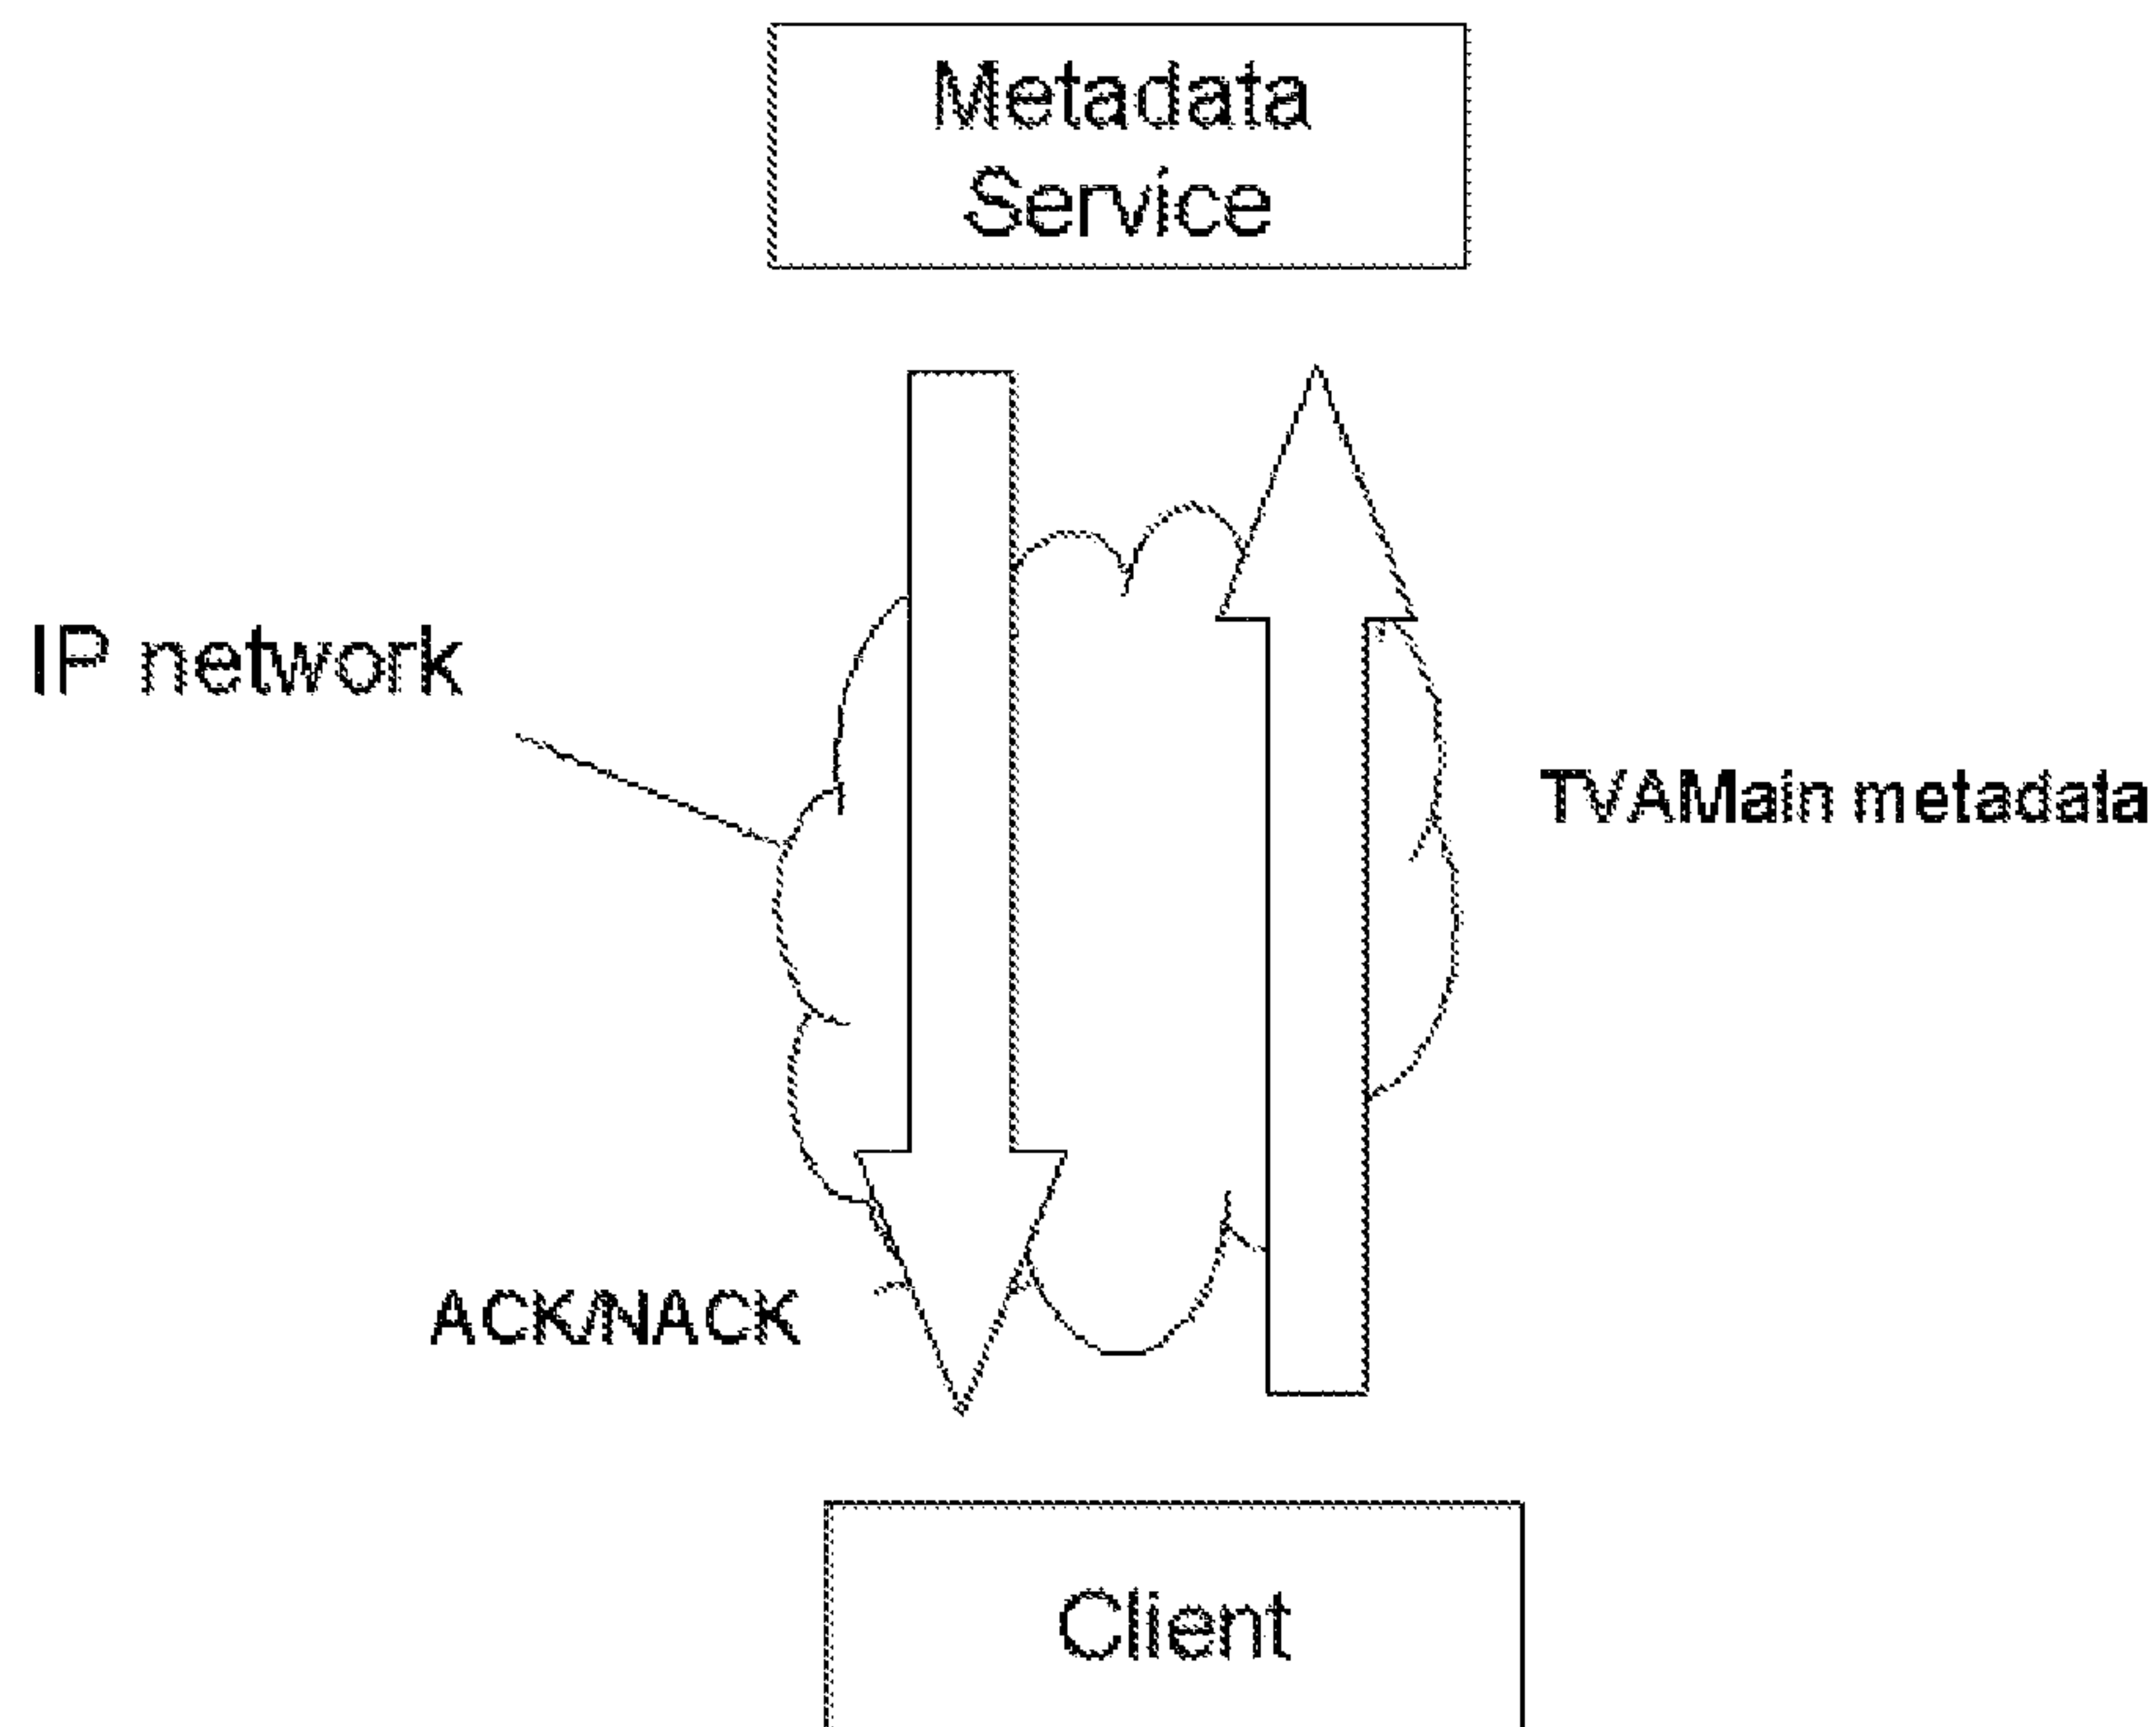 Metadata
Service
IP network
TVAMain metadata
ACK/NACK
Client